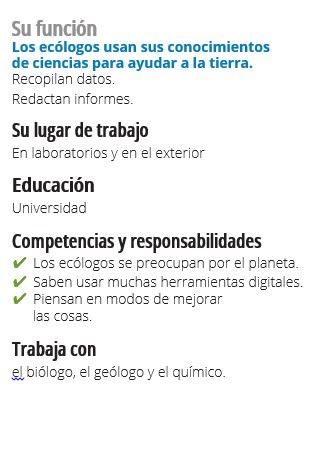 Su función
Los ecólogos usan sus conocimientos
de ciencias para ayudar a la tierra.
Recopilan datos.
Redactan informes.
Su lugar de trabajo
En laboratorios y en el exterior
Educación
Universidad
Competencias y responsabilidades
✔ Los ecólogos se preocupan por el planeta.
✔ Saben usar muchas herramientas digitales.
✔ Piensan en modos de mejorar
las cosas.
Trabaja con
el biólogo, el geólogo y el químico.